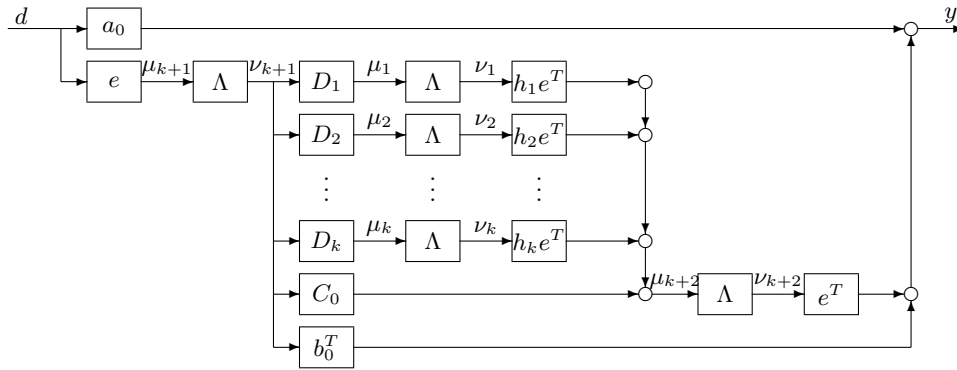 d a₀ y
e μₖ₊₁ Λ νₖ₊₁ D₁ μ₁ Λ ν₁ h₁eᵀ
D₂ μ₂ Λ ν₂ h₂eᵀ
⋮ ⋮ ⋮
Dₖ μₖ Λ νₖ hₖeᵀ
C₀ μₖ₊₂ Λ νₖ₊₂ eᵀ
b₀ᵀ